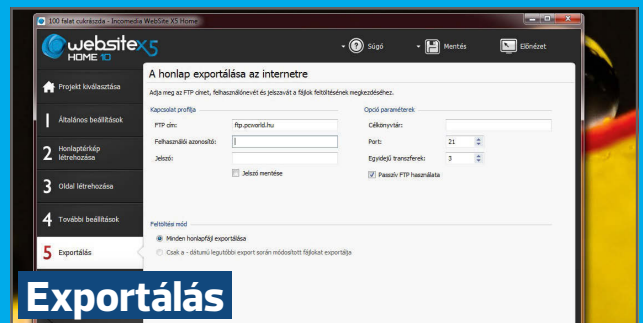 100 falat cukrászda - Incomedia WebSite X5 Home
websitex5
HOME 10
Súgó
Mentés
Előnézet
Projekt kiválasztása
1 Általános beállítások
2 Honlaptérkép létrehozása
3 Oldal létrehozása
4 További beállítások
5 Exportálás
A honlap exportálása az internetre
Adja meg az FTP címet, felhasználónevét és jelszavát a fájlok feltöltésének megkezdéséhez.
Kapcsolat profilja
FTP cím: ftp.pcworld.hu
Felhasználói azonosító:
Jelszó:
Jelszó mentése
Opció paraméterek
Célkönyvtár:
Port: 21
Egyidejű transzferek: 3
Passzív FTP használata
Feltöltési mód
Minden honlapfájl exportálása
Csak a - dátumú legutóbbi export során módosított fájlokat exportálja
Exportálás